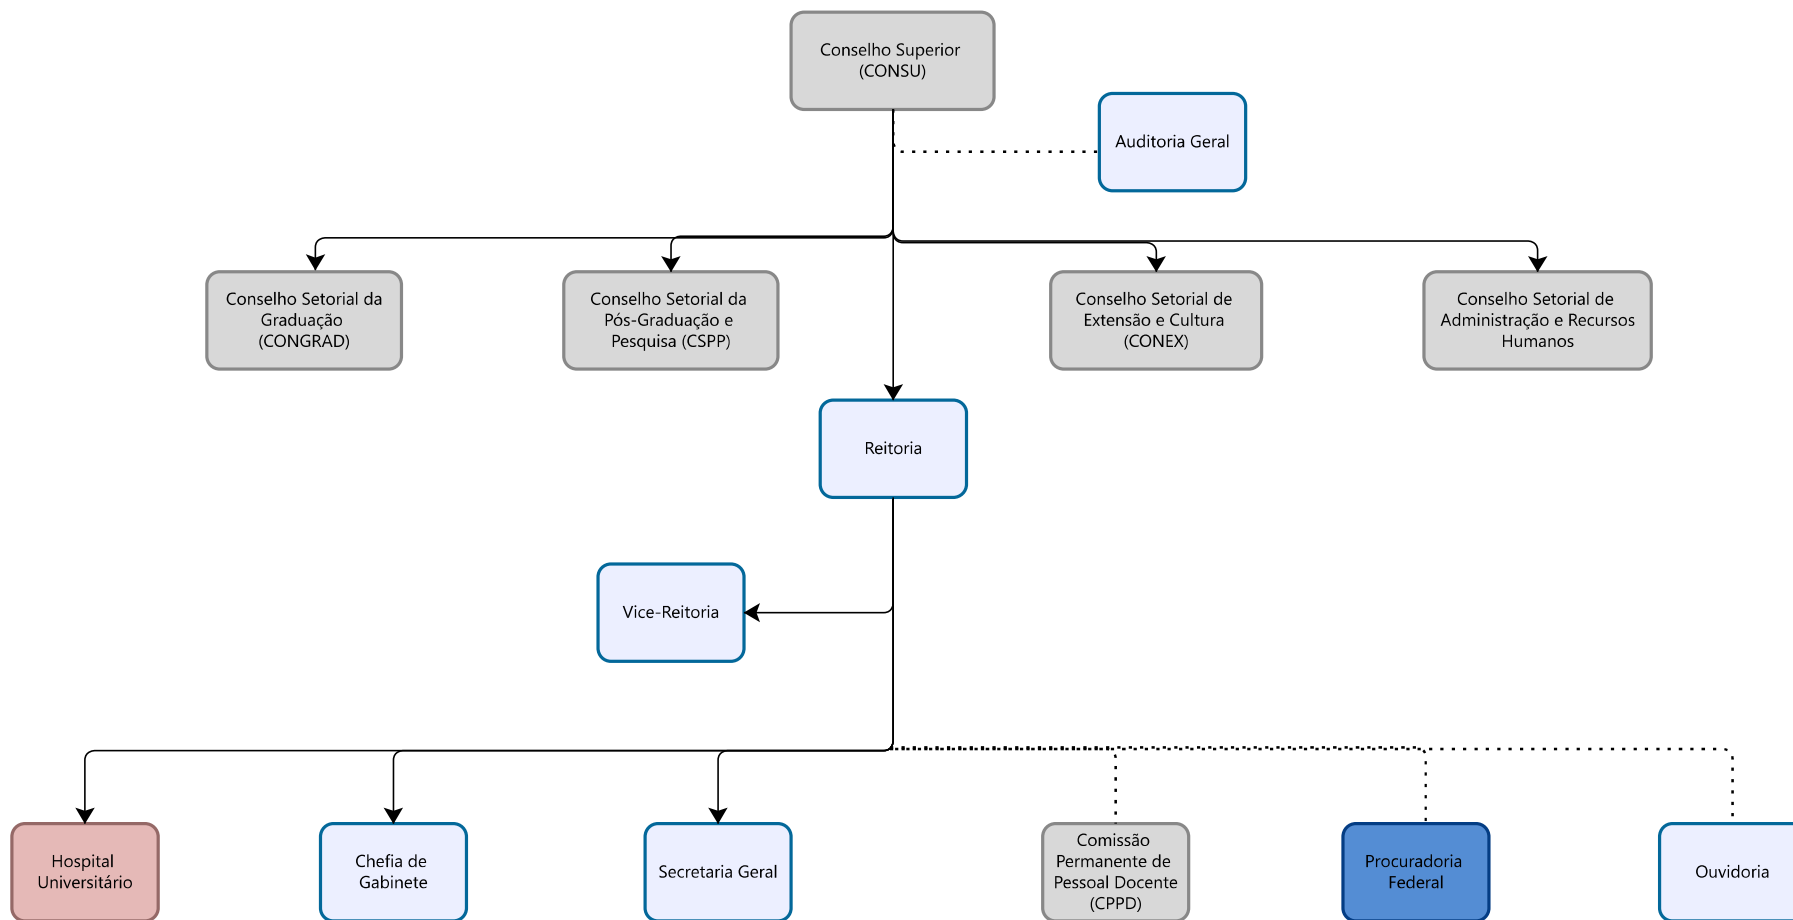 Conselho Superior
(CONSU)
Auditoria Geral
Conselho Setorial da
Graduação
(CONGRAD)
Conselho Setorial da
Pós-Graduação e
Pesquisa (CSPP)
Conselho Setorial de
Extensão e Cultura
(CONEX)
Conselho Setorial de
Administração e Recursos
Humanos
Reitoria
Vice-Reitoria
Hospital
Universitário
Chefia de
Gabinete
Secretaria Geral
Comissão
Permanente de
Pessoal Docente
(CPPD)
Procuradoria
Federal
Ouvidoria